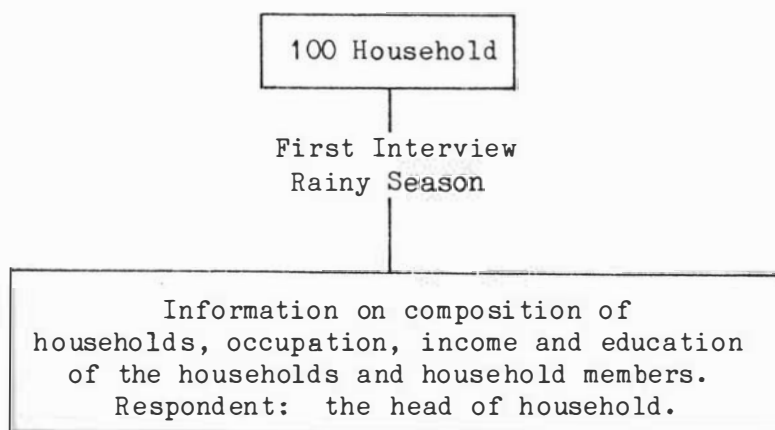 100 Household
First Interview
Rainy Season
Information on composition of
households, occupation, income and education
of the households and household members.
Respondent: the head of household.